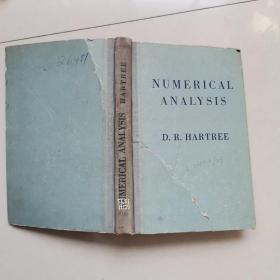 NUMERICAL
ANALYSIS
D. R. HARTREE
NUMERICAL ANALYSIS HARTREE